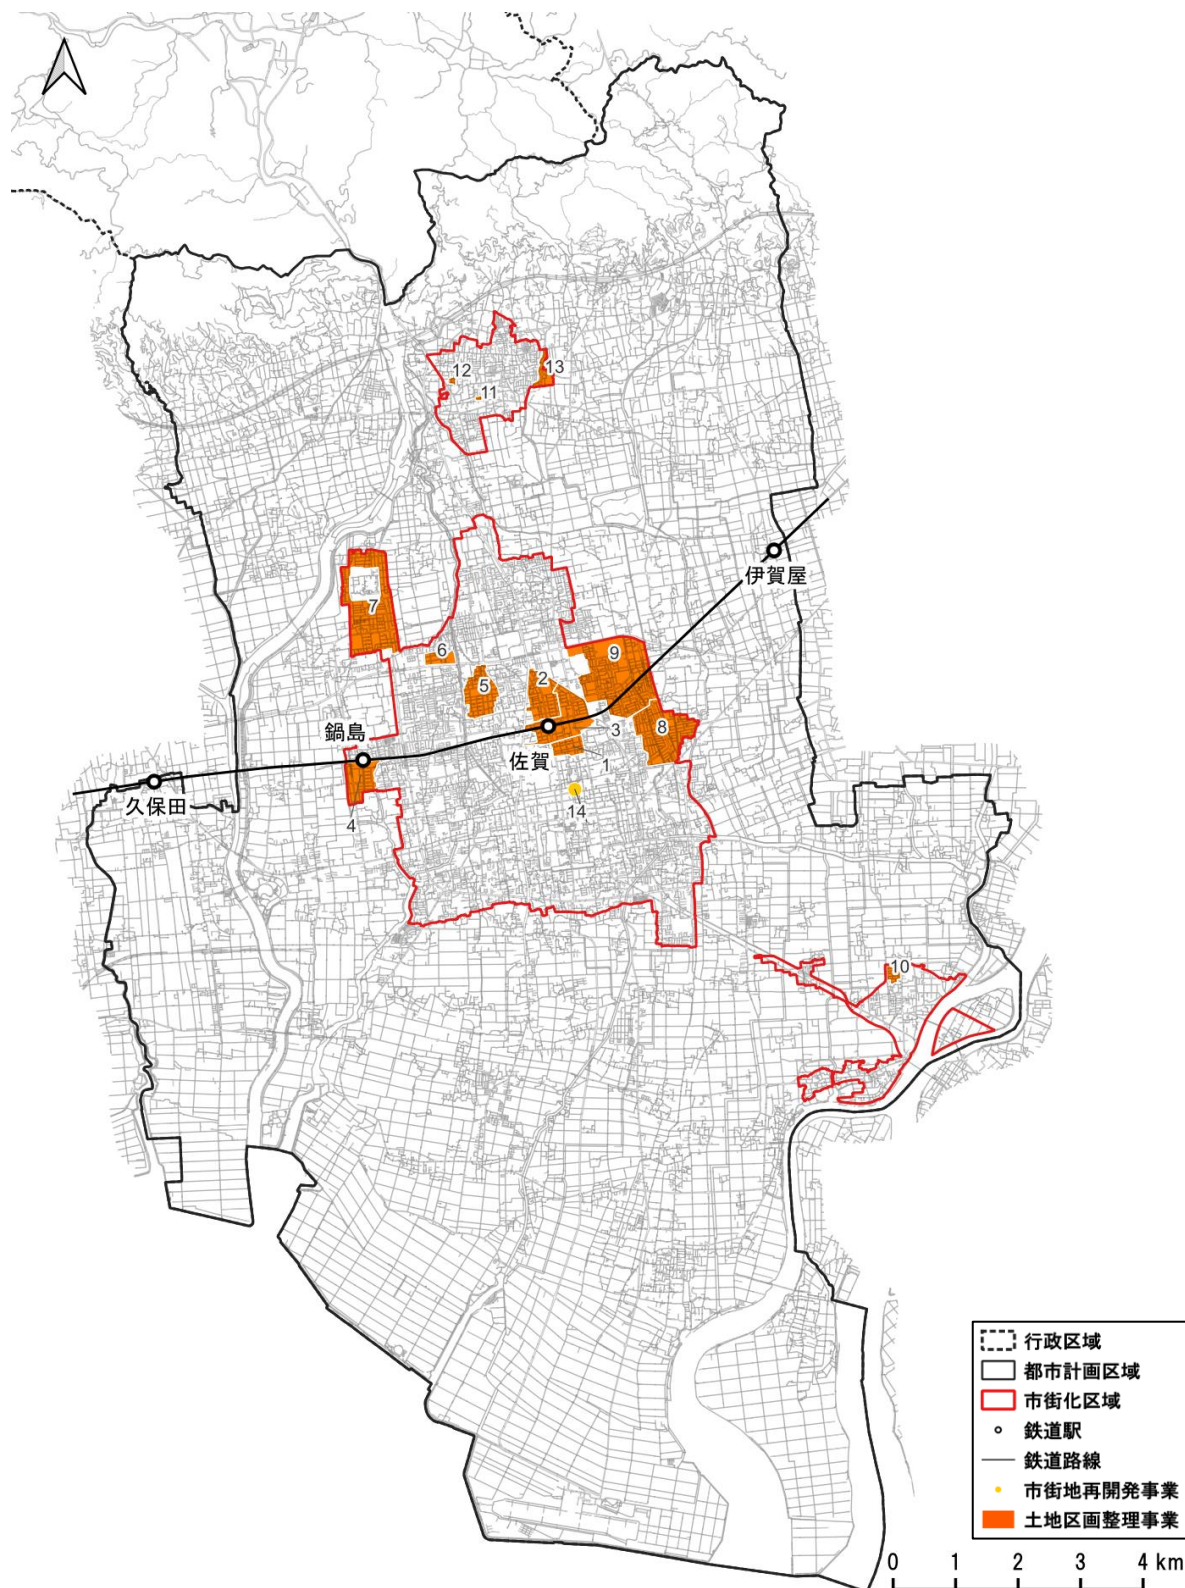 12
13
11
伊賀屋
7
6
9
2
5
8
鍋島
3
佐賀
1
久保田
14
4
10
行政区域
都市計画区域
市街化区域
鉄道駅
鉄道路線
市街地再開発事業
土地区画整理事業
0 1 2 3 4 km